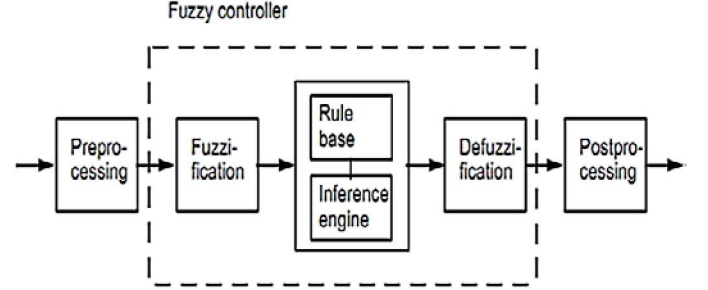 Fuzzy controller
Prepro-
cessing
Fuzzi-
fication
Rule
base
Inference
engine
Defuzzi-
fication
Postpro-
cessing